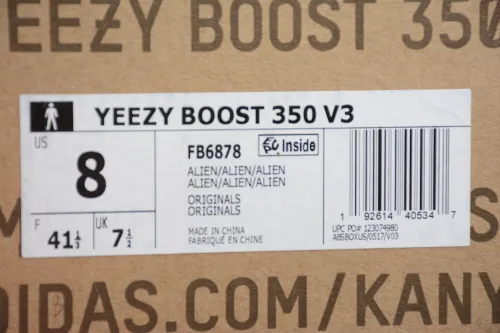 YEEZY BOOST 350
YEEZY BOOST 350 V3
US
8
FB6878
Inside
ALIEN/ALIEN/ALIEN
ALIEN/ALIEN/ALIEN
ORIGINALS
ORIGINALS
MADE IN CHINA
FABRIQUÉ EN CHINE
F
41⅓
UK
7½
1 92614 40534 7
UPC PO# 123074980
ABSBOXUS/0517/V03
DIDAS.COM/KANY